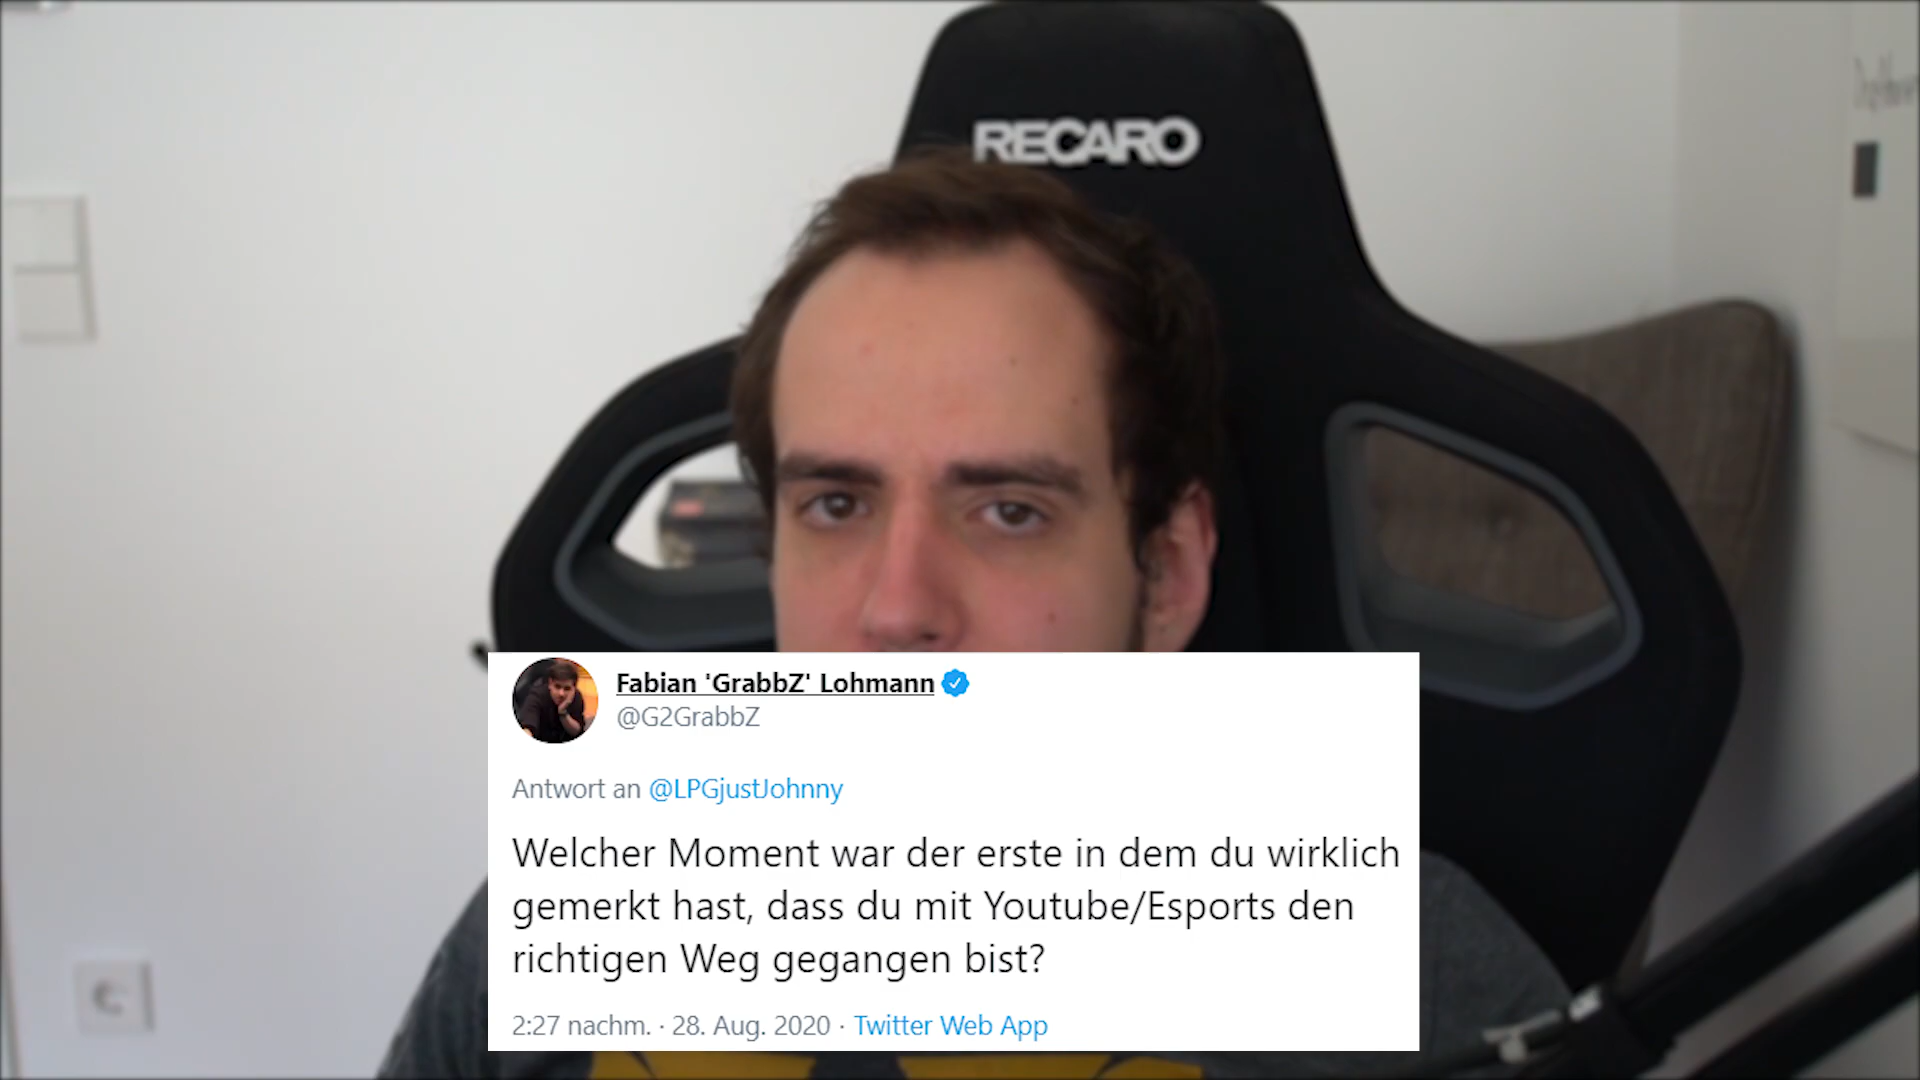 RECARO
Fabian 'GrabbZ' Lohmann
@G2GrabbZ
Antwort an @LPGjustJohnny
Welcher Moment war der erste in dem du wirklich
gemerkt hast, dass du mit Youtube/Esports den
richtigen Weg gegangen bist?
2:27 nachm. · 28. Aug. 2020 · Twitter Web App